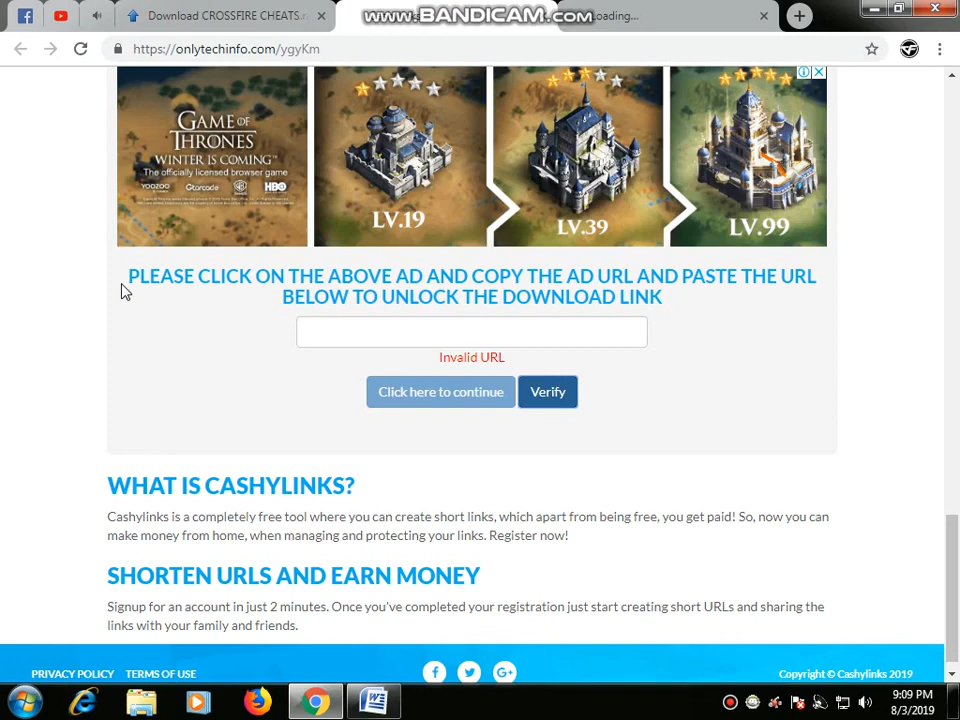 Download CROSSFIRE CHEATS.r
WWW.BANDICAM.COM
oading...
https://onlytechinfo.com/ygyKm
GAME OF
THRONES
WINTER IS COMING™
The officially licensed browser game
YOOZOO GAMES Gtarcade WB HBO
LV.19
LV.39
LV.99
PLEASE CLICK ON THE ABOVE AD AND COPY THE AD URL AND PASTE THE URL
BELOW TO UNLOCK THE DOWNLOAD LINK
Invalid URL
Click here to continue
Verify
WHAT IS CASHYLINKS?
Cashylinks is a completely free tool where you can create short links, which apart from being free, you get paid! So, now you can
make money from home, when managing and protecting your links. Register now!
SHORTEN URLS AND EARN MONEY
Signup for an account in just 2 minutes. Once you've completed your registration just start creating short URLs and sharing the
links with your family and friends.
PRIVACY POLICY TERMS OF USE
Copyright © Cashylinks 2019
9:09 PM
8/3/2019